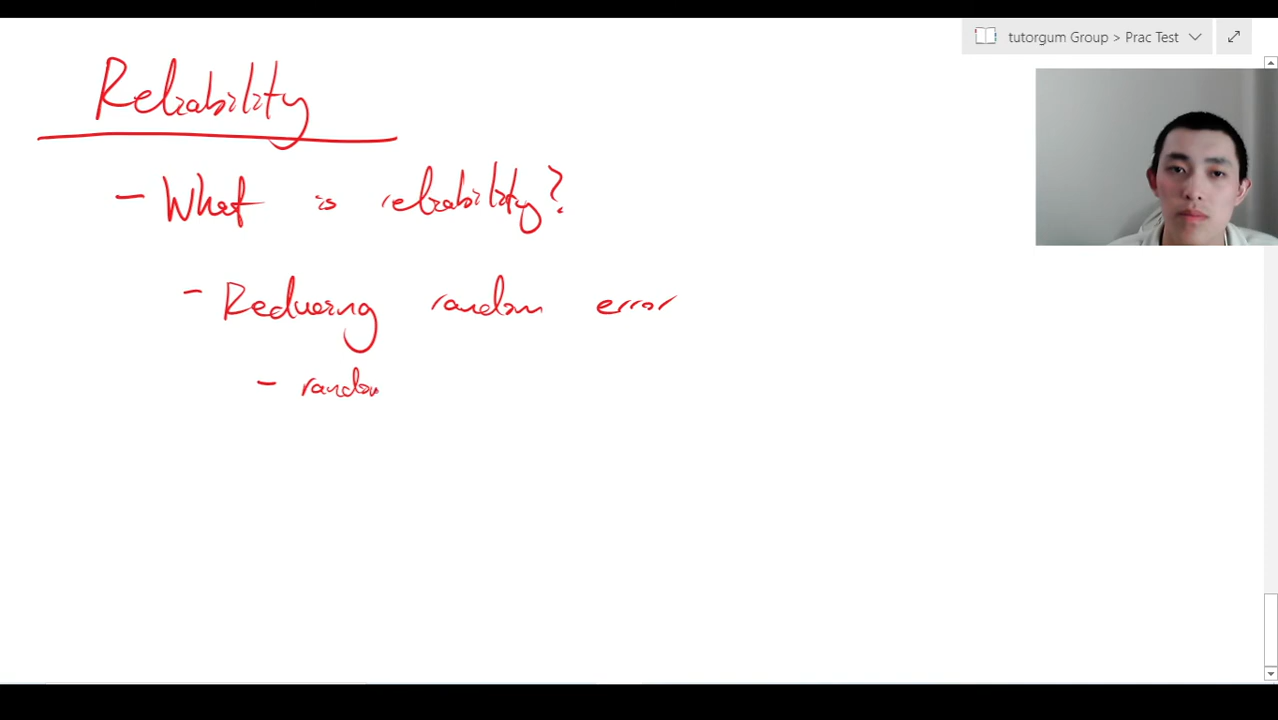 tutorgum Group > Prac Test
Reliability
- What is reliability?
- Reducing random error
- random